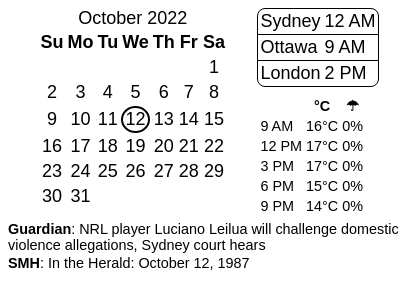 October 2022
Su Mo Tu We Th Fr Sa
1
2 3 4 5 6 7 8
9 10 11 12 13 14 15
16 17 18 19 20 21 22
23 24 25 26 27 28 29
30 31
Sydney 12 AM
Ottawa 9 AM
London 2 PM
°C ☂
9 AM 16°C 0%
12 PM 17°C 0%
3 PM 17°C 0%
6 PM 15°C 0%
9 PM 14°C 0%
Guardian: NRL player Luciano Leilua will challenge domestic
violence allegations, Sydney court hears
SMH: In the Herald: October 12, 1987